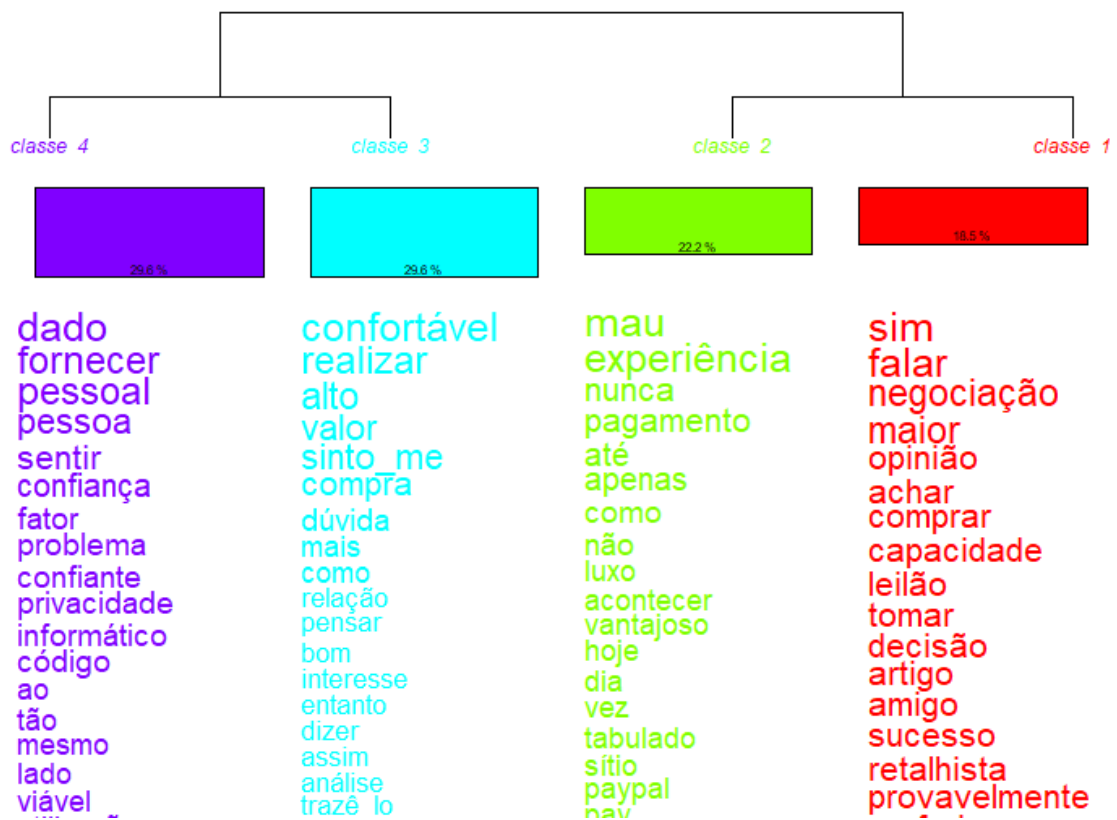 classe 4
classe 3
classe 2
classe 1
29.6 %
29.6 %
22.2 %
18.5 %
dado
fornecer
pessoal
pessoa
sentir
confiança
fator
problema
confiante
privacidade
informático
código
ao
tão
mesmo
lado
viável
confortável
realizar
alto
valor
sinto_me
compra
dúvida
mais
como
relação
pensar
bom
interesse
entanto
dizer
assim
análise
trazê_lo
mau
experiência
nunca
pagamento
até
apenas
como
não
luxo
acontecer
vantajoso
hoje
dia
vez
tabulado
sítio
paypal
pay
sim
falar
negociação
maior
opinião
achar
comprar
capacidade
leilão
tomar
decisão
artigo
amigo
sucesso
retalhista
provavelmente